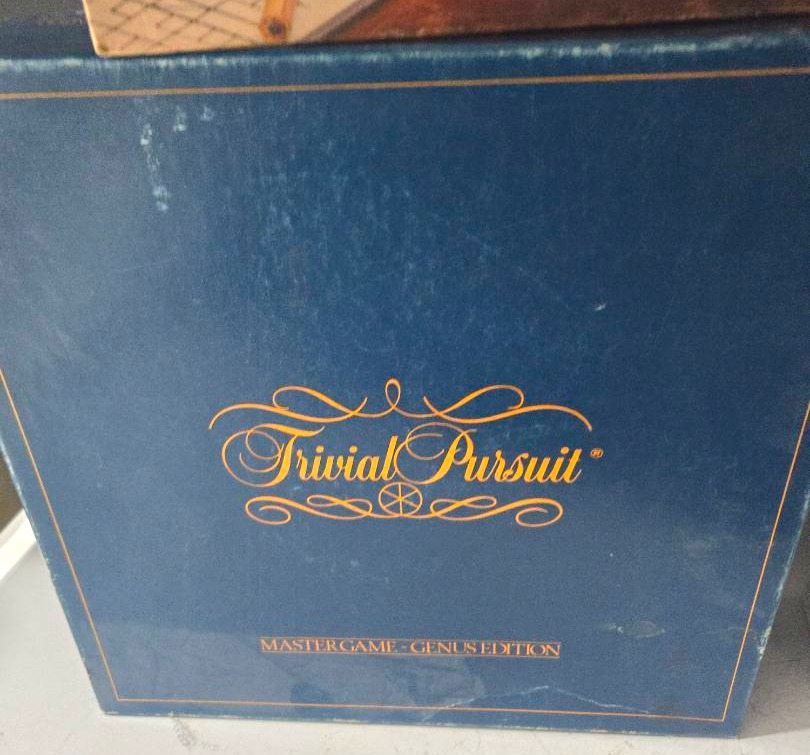 Trivial Pursuit®
MASTER GAME - GENUS EDITION